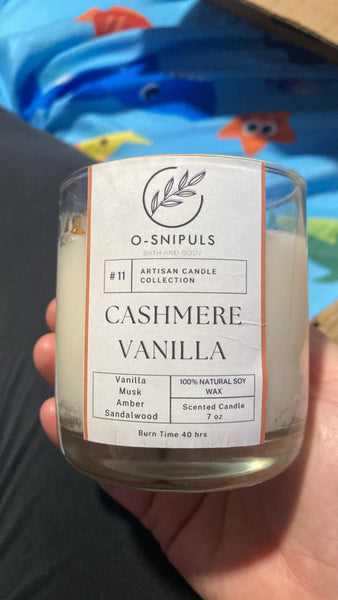 O-SNIPULS
BATH AND BODY
#11
ARTISAN CANDLE
COLLECTION
CASHMERE
VANILLA
Vanilla
Musk
Amber
Sandalwood
100% NATURAL SOY
WAX
Scented Candle
7 oz
Burn Time 40 hrs